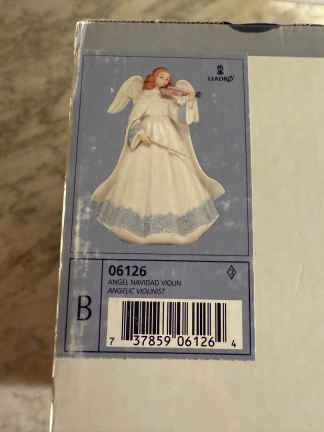 LLADRÓ
06126
ANGEL NAVIDAD VIOLIN
ANGELIC VIOLINIST
B
7 37859 06126 4